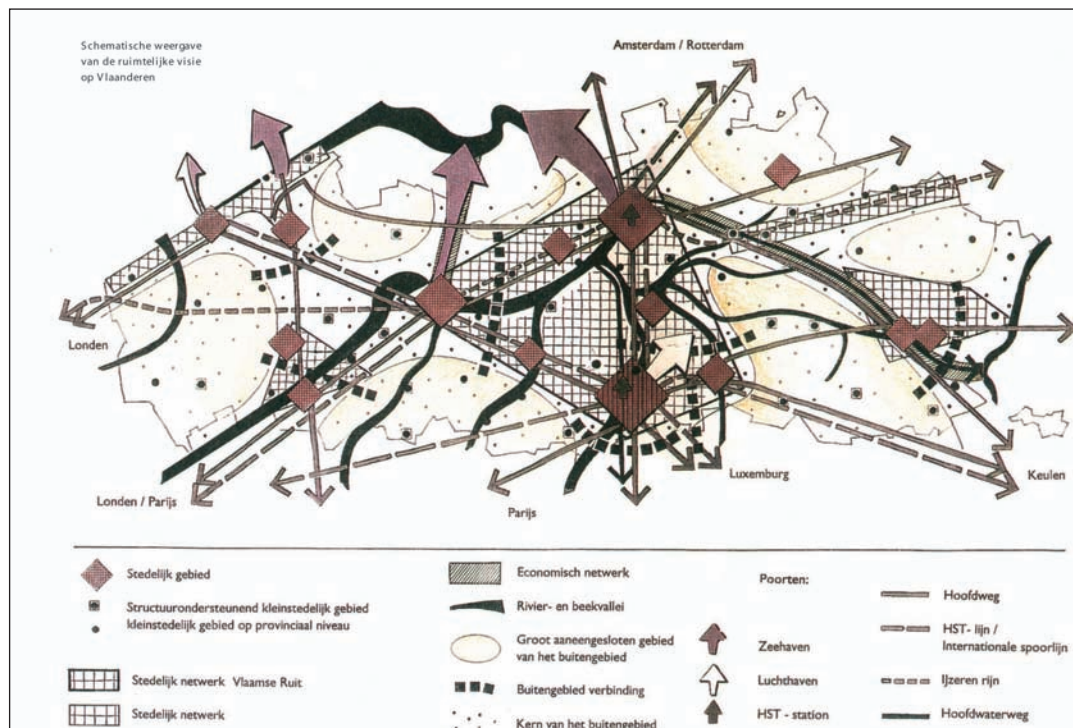 Schematische weergave
van de ruimtelijke visie
op Vlaanderen
Amsterdam / Rotterdam
Londen
Londen / Parijs
Parijs
Luxemburg
Keulen
Stedelijk gebied
Structuurondersteunend kleinstedelijk gebied
kleinstedelijk gebied op provinciaal niveau
Stedelijk netwerk Vlaamse Ruit
Stedelijk netwerk
Economisch netwerk
Rivier- en beekvallei
Groot aaneengesloten gebied
van het buitengebied
Buitengebied verbinding
Kern van het buitengebied
Poorten:
Zeehaven
Luchthaven
HST - station
Hoofdweg
HST- lijn /
Internationale spoorlijn
IJzeren rijn
Hoofdwaterweg